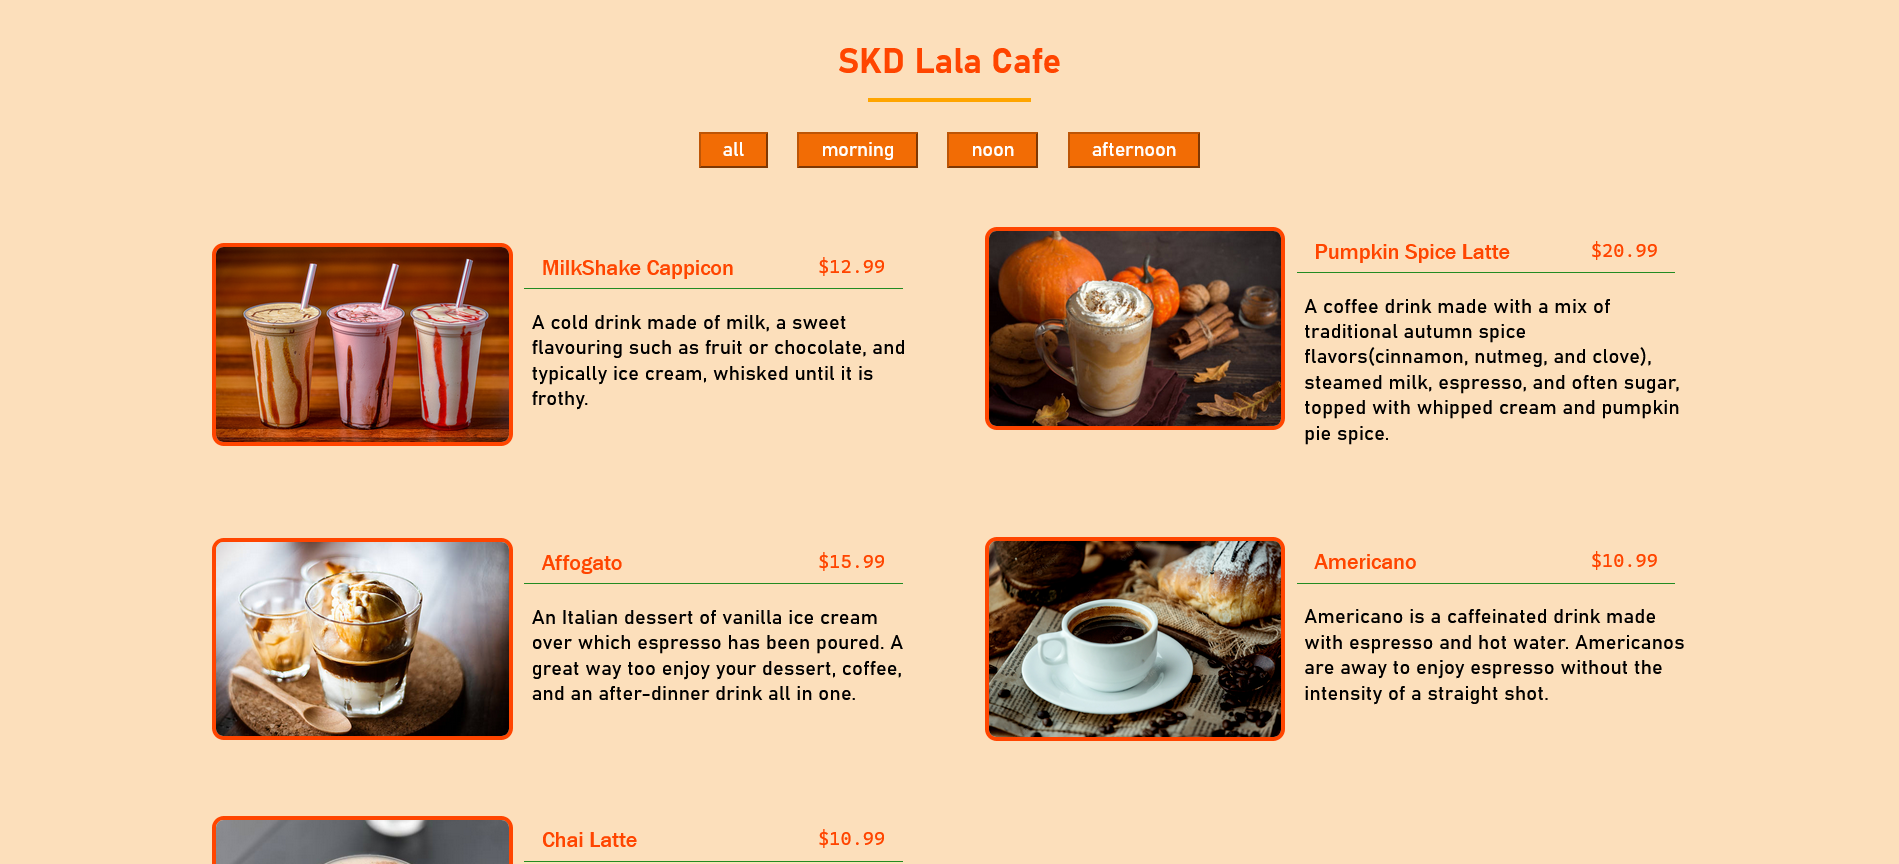 SKD Lala Cafe
all
morning
noon
afternoon
MilkShake Cappicon
$12.99
A cold drink made of milk, a sweet
flavouring such as fruit or chocolate, and
typically ice cream, whisked until it is
frothy.
Pumpkin Spice Latte
$20.99
A coffee drink made with a mix of
traditional autumn spice
flavors(cinnamon, nutmeg, and clove),
steamed milk, espresso, and often sugar,
topped with whipped cream and pumpkin
pie spice.
Affogato
$15.99
An Italian dessert of vanilla ice cream
over which espresso has been poured. A
great way too enjoy your dessert, coffee,
and an after-dinner drink all in one.
Americano
$10.99
Americano is a caffeinated drink made
with espresso and hot water. Americanos
are away to enjoy espresso without the
intensity of a straight shot.
Chai Latte
$10.99